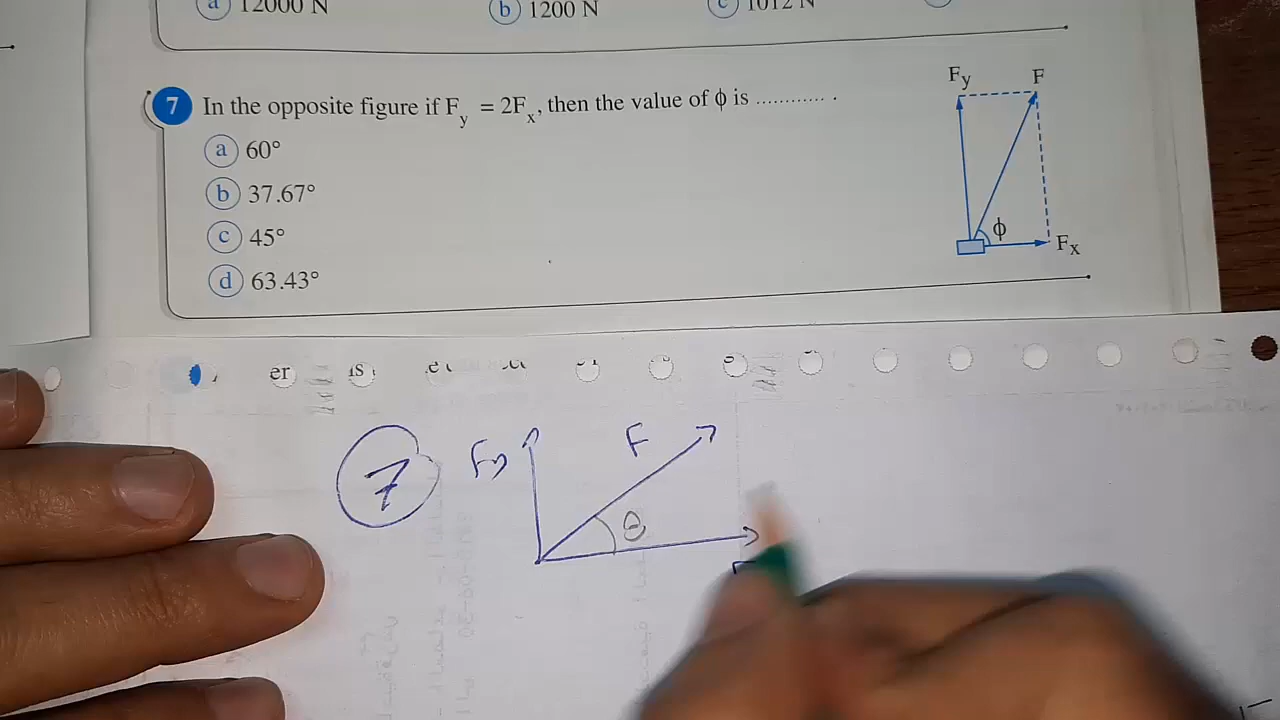 a 12000 N b 1200 N c 1012 N
7 In the opposite figure if Fy = 2Fx, then the value of ϕ is ............ .
a 60°
b 37.67°
c 45°
d 63.43°
Fy F
ϕ
Fx
er
7 Fy F
θ